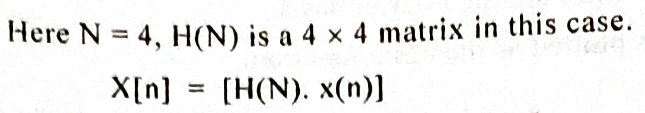 Here N = 4, H(N) is a 4 × 4 matrix in this case.
X[n] = [H(N). x(n)]